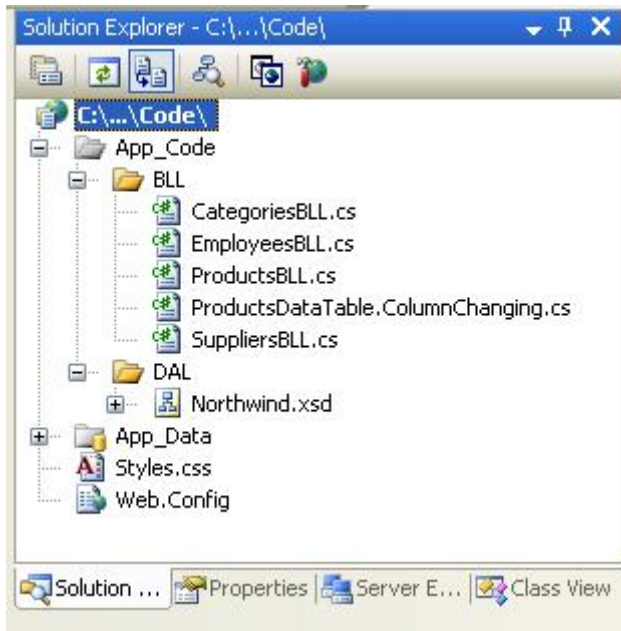 Solution Explorer - C:\...\Code\
C:\...\Code\
App_Code
BLL
CategoriesBLL.cs
EmployeesBLL.cs
ProductsBLL.cs
ProductsDataTable.ColumnChanging.cs
SuppliersBLL.cs
DAL
Northwind.xsd
App_Data
Styles.css
Web.Config
Solution ... Properties Server E... Class View